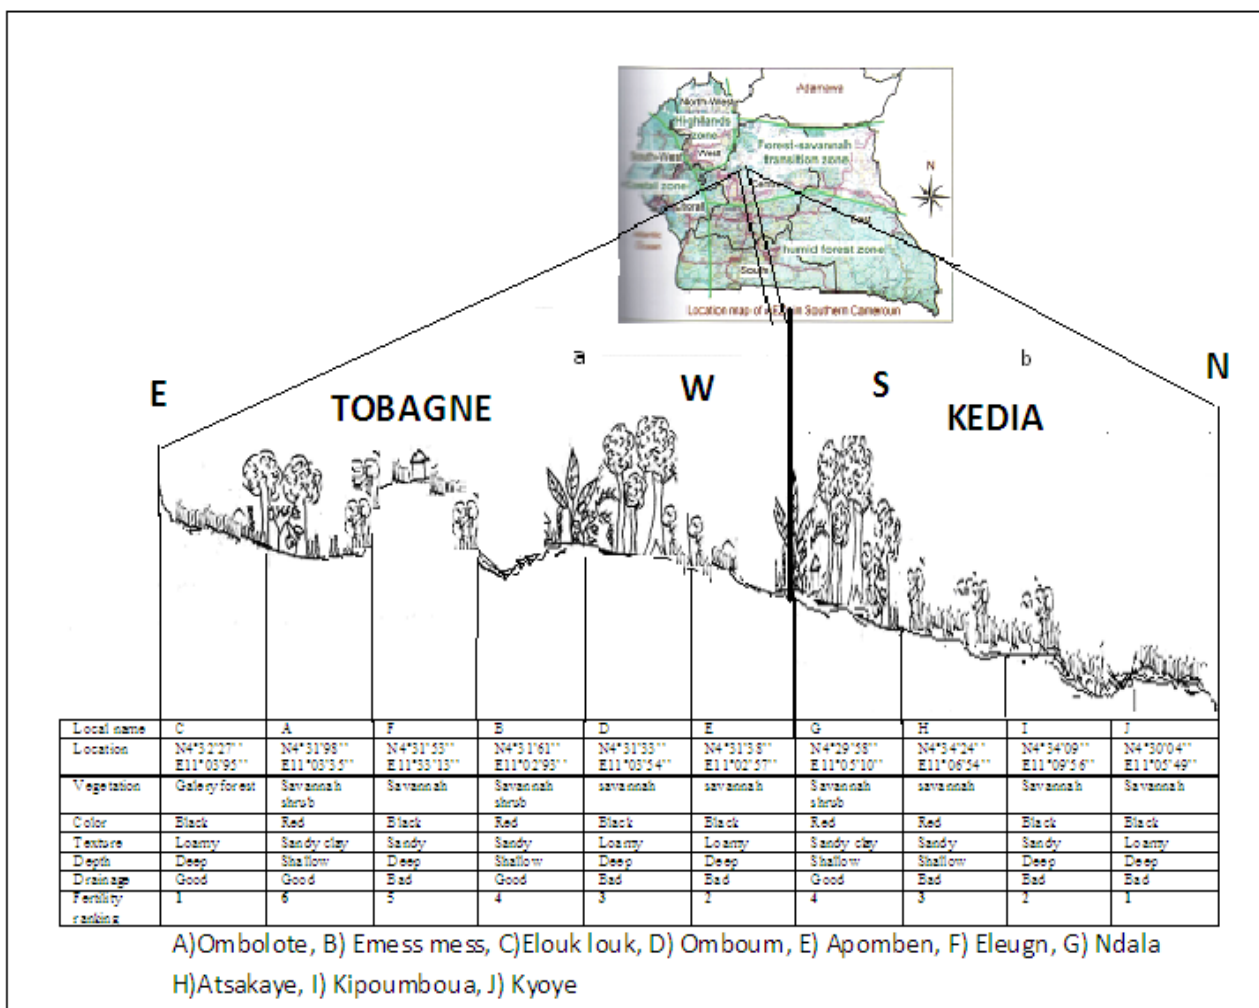 Adamawa
North-West
Highlands
zone
West
South-West
Forest-savannah
transition zone
N
Centre
East
humid forest zone
South
Location map of in Southern Cameroun
a
b
E
TOBAGNE
W
S
KEDIA
N
Local name C A F B D E G H I J
Location N4°32'27'' N4°31'98'' N4°31'53'' N4°31'61'' N4°31'33'' N4°31'38'' N4°29'58'' N4°34'24'' N4°34'09'' N4°30'04''
E11°03'95'' E11°03'35'' E11°33'13'' E11°02'93'' E11°03'54'' E11°02'57'' E11°05'10'' E11°06'54'' E11°09'56'' E11°05'49''
Vegetation Galery forest Savannah Savannah Savannah savannah savannah Savannah savannah Savannah Savannah
shrub shrub shrub
Color Black Red Black Red Black Black Red Red Black Black
Texture Loamy Sandy clay Sandy Sandy Loamy Loamy Sandy clay Sandy Sandy Loamy
Depth Deep Shallow Deep Shallow Deep Deep Shallow Shallow Deep Deep
Drainage Good Good Bad Good Bad Bad Good Bad Bad Bad
Fertility 1 6 5 4 3 2 4 3 2 1
ranking
A)Ombolote, B) Emess mess, C)Elouk louk, D) Omboum, E) Apomben, F) Eleugn, G) Ndala
H)Atsakaye, I) Kipoumboua, J) Kyoye